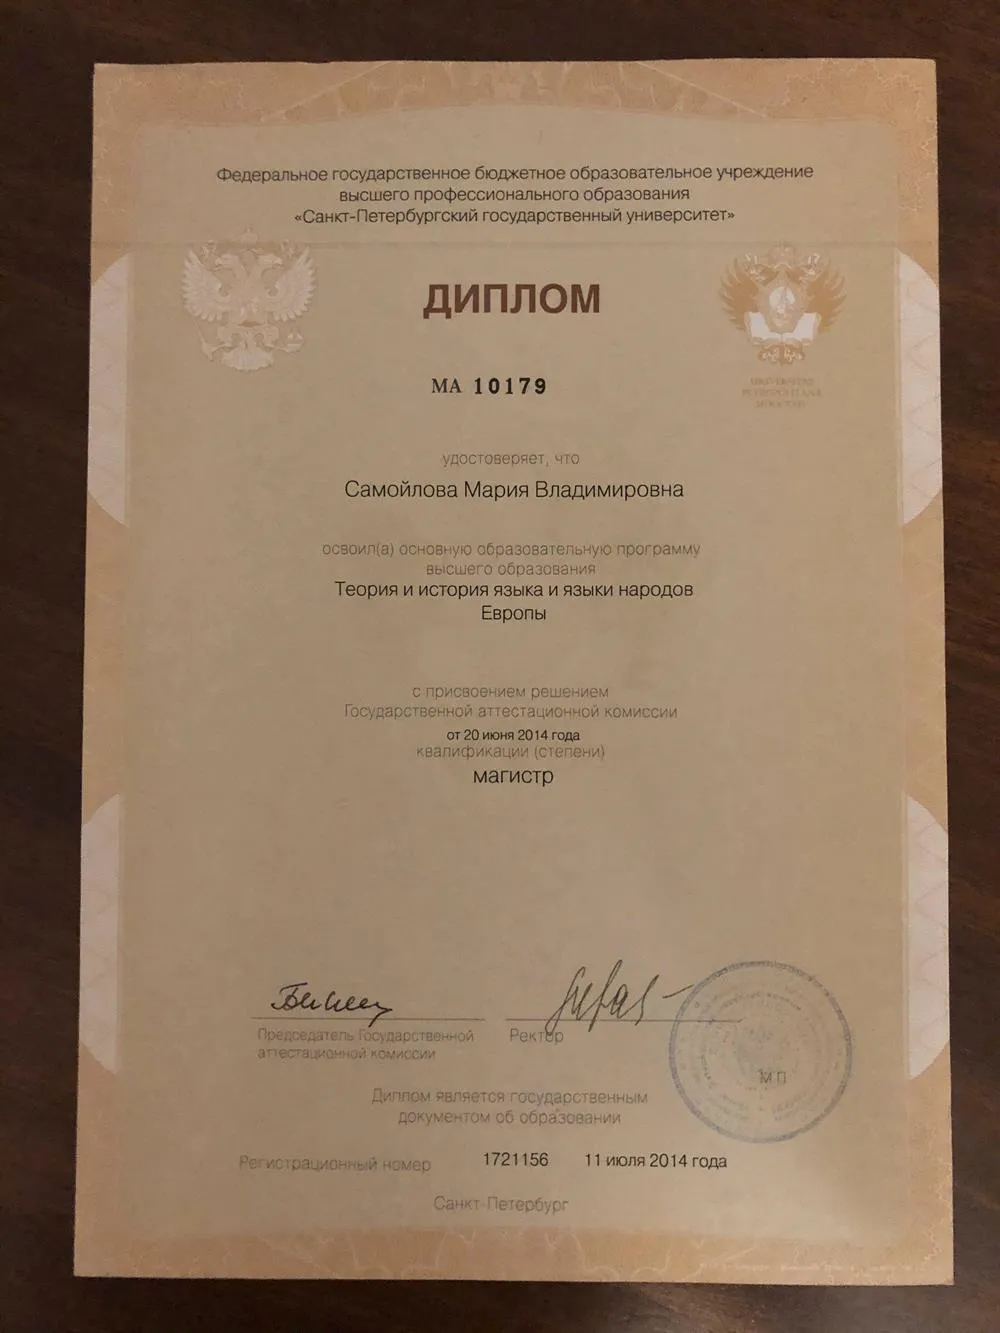 Федеральное государственное бюджетное образовательное учреждение
высшего профессионального образования
«Санкт-Петербургский государственный университет»
ДИПЛОМ
МА 10179
удостоверяет, что
Самойлова Мария Владимировна
освоил(а) основную образовательную программу
высшего образования
Теория и история языка и языки народов
Европы
с присвоением решением
Государственной аттестационной комиссии
от 20 июня 2014 года
квалификации (степени)
магистр
Председатель Государственной
аттестационной комиссии
Ректор
МП
Диплом является государственным
документом об образовании
Регистрационный номер 1721156 11 июля 2014 года
Санкт-Петербург